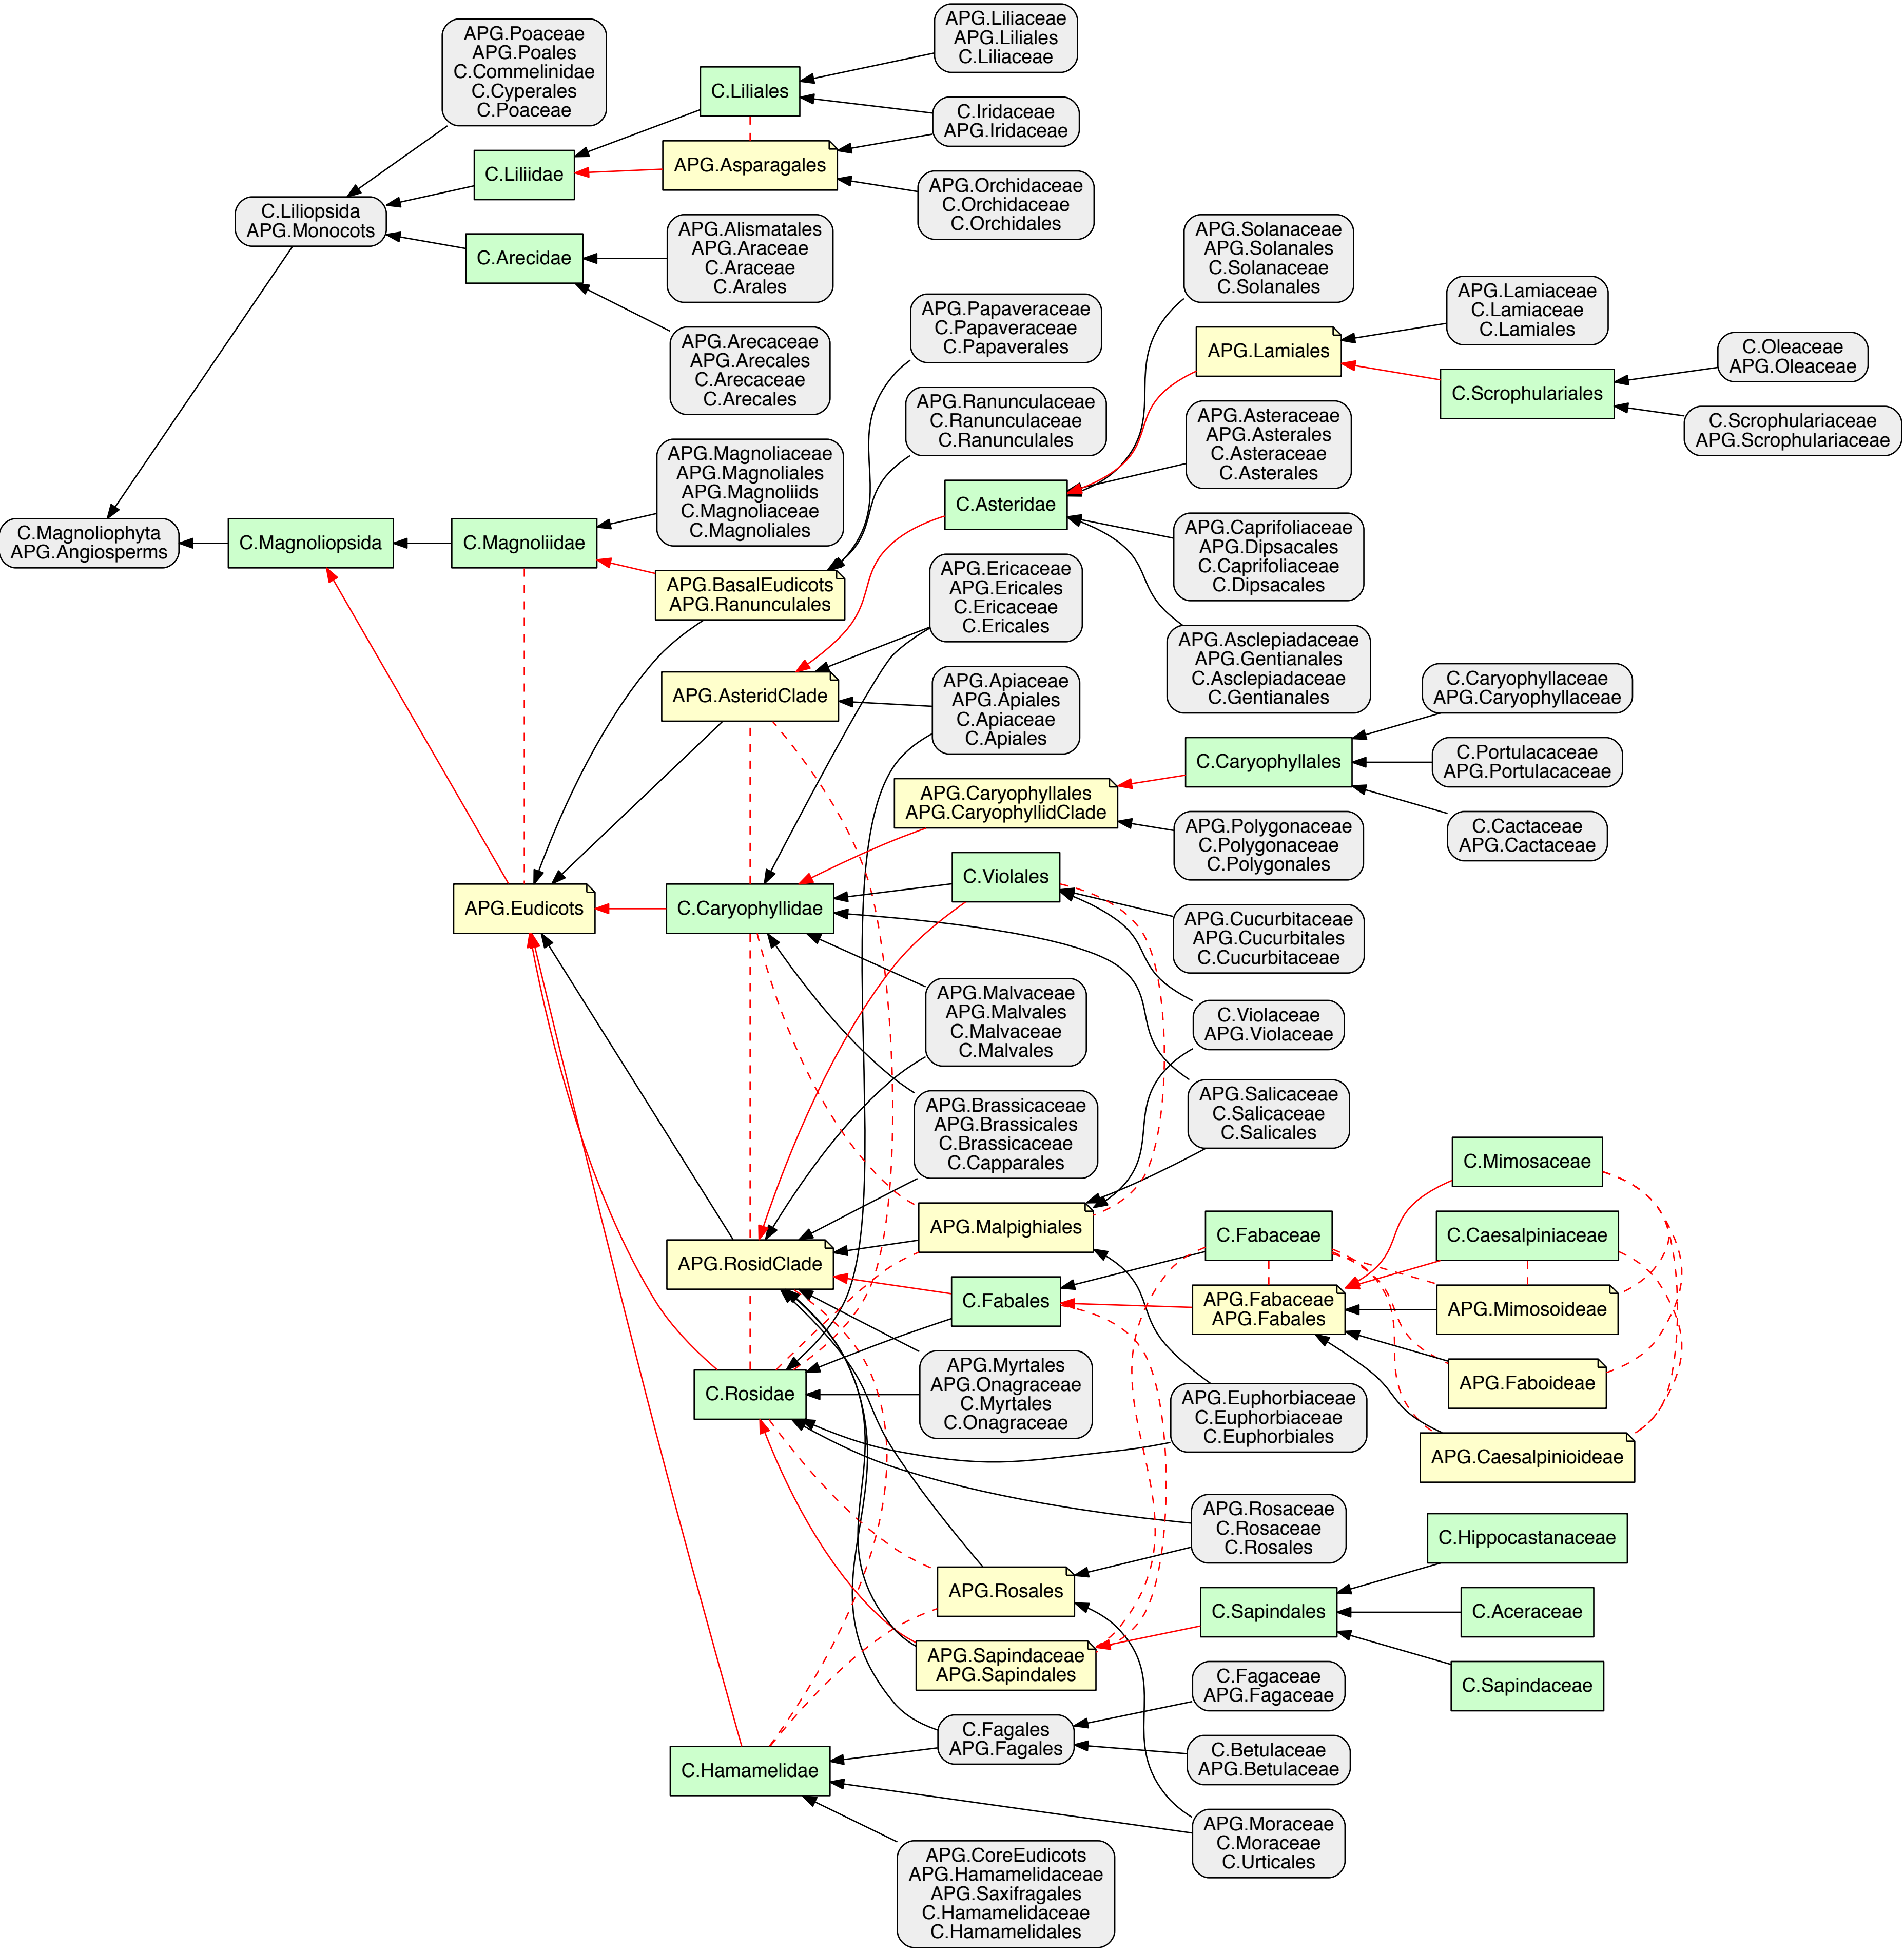 APG.Poaceae
APG.Poales
C.Commelinidae
C.Cyperales
C.Poaceae
C.Liliales
APG.Liliaceae
APG.Liliales
C.Liliaceae
C.Iridaceae
APG.Iridaceae
C.Liliidae
APG.Asparagales
APG.Orchidaceae
C.Orchidaceae
C.Orchidales
C.Liliopsida
APG.Monocots
C.Arecidae
APG.Alismatales
APG.Araceae
C.Araceae
C.Arales
APG.Arecaceae
APG.Arecales
C.Arecaceae
C.Arecales
APG.Papaveraceae
C.Papaveraceae
C.Papaverales
APG.Ranunculaceae
C.Ranunculaceae
C.Ranunculales
APG.Solanaceae
APG.Solanales
C.Solanaceae
C.Solanales
APG.Lamiales
APG.Lamiaceae
C.Lamiaceae
C.Lamiales
C.Scrophulariales
C.Oleaceae
APG.Oleaceae
C.Scrophulariaceae
APG.Scrophulariaceae
APG.Asteraceae
APG.Asterales
C.Asteraceae
C.Asterales
C.Magnoliophyta
APG.Angiosperms
C.Magnoliopsida
C.Magnoliidae
APG.Magnoliaceae
APG.Magnoliales
APG.Magnoliids
C.Magnoliaceae
C.Magnoliales
APG.BasalEudicots
APG.Ranunculales
C.Asteridae
APG.Caprifoliaceae
APG.Dipsacales
C.Caprifoliaceae
C.Dipsacales
APG.Ericaceae
APG.Ericales
C.Ericaceae
C.Ericales
APG.Asclepiadaceae
APG.Gentianales
C.Asclepiadaceae
C.Gentianales
APG.AsteridClade
APG.Apiaceae
APG.Apiales
C.Apiaceae
C.Apiales
C.Caryophyllaceae
APG.Caryophyllaceae
C.Caryophyllales
C.Portulacaceae
APG.Portulacaceae
APG.Caryophyllales
APG.CaryophyllidClade
APG.Polygonaceae
C.Polygonaceae
C.Polygonales
C.Cactaceae
APG.Cactaceae
APG.Eudicots
C.Caryophyllidae
C.Violales
APG.Cucurbitaceae
APG.Cucurbitales
C.Cucurbitaceae
APG.Malvaceae
APG.Malvales
C.Malvaceae
C.Malvales
C.Violaceae
APG.Violaceae
APG.Brassicaceae
APG.Brassicales
C.Brassicaceae
C.Capparales
APG.Salicaceae
C.Salicaceae
C.Salicales
APG.RosidClade
APG.Malpighiales
C.Fabaceae
C.Mimosaceae
C.Caesalpiniaceae
C.Fabales
APG.Fabaceae
APG.Fabales
APG.Mimosoideae
APG.Faboideae
APG.Caesalpinioideae
C.Rosidae
APG.Myrtales
APG.Onagraceae
C.Myrtales
C.Onagraceae
APG.Euphorbiaceae
C.Euphorbiaceae
C.Euphorbiales
APG.Rosaceae
C.Rosaceae
C.Rosales
APG.Rosales
C.Hippocastanaceae
C.Sapindales
C.Aceraceae
C.Sapindaceae
APG.Sapindaceae
APG.Sapindales
C.Fagaceae
APG.Fagaceae
C.Fagales
APG.Fagales
C.Betulaceae
APG.Betulaceae
C.Hamamelidae
APG.Moraceae
C.Moraceae
C.Urticales
APG.CoreEudicots
APG.Hamamelidaceae
APG.Saxifragales
C.Hamamelidaceae
C.Hamamelidales